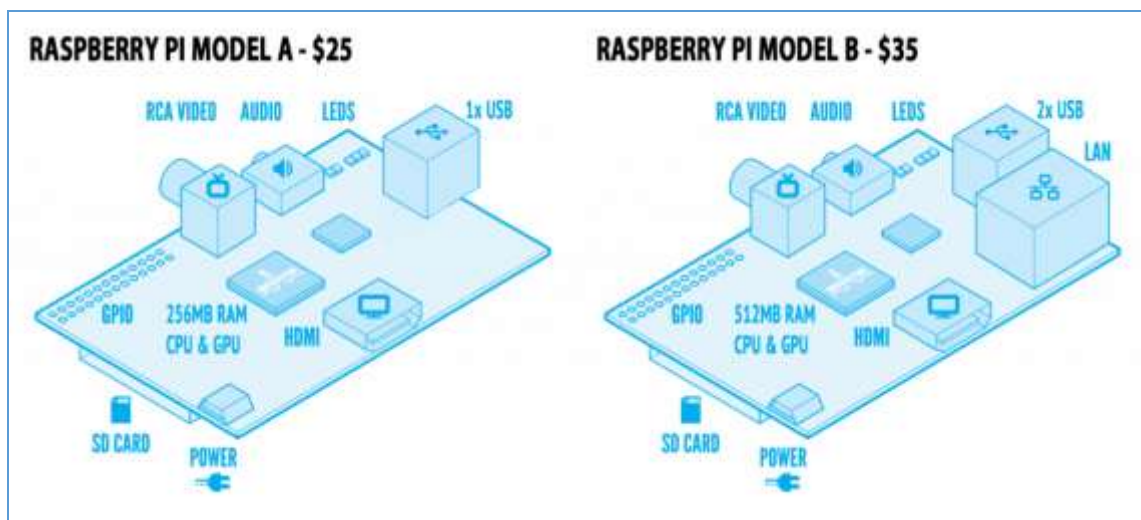 RASPBERRY PI MODEL A - $25
RCA VIDEO AUDIO LEDS 1x USB
GPIO 256MB RAM
CPU & GPU HDMI
SD CARD
POWER
RASPBERRY PI MODEL B - $35
RCA VIDEO AUDIO LEDS 2x USB
LAN
GPIO 512MB RAM
CPU & GPU HDMI
SD CARD
POWER